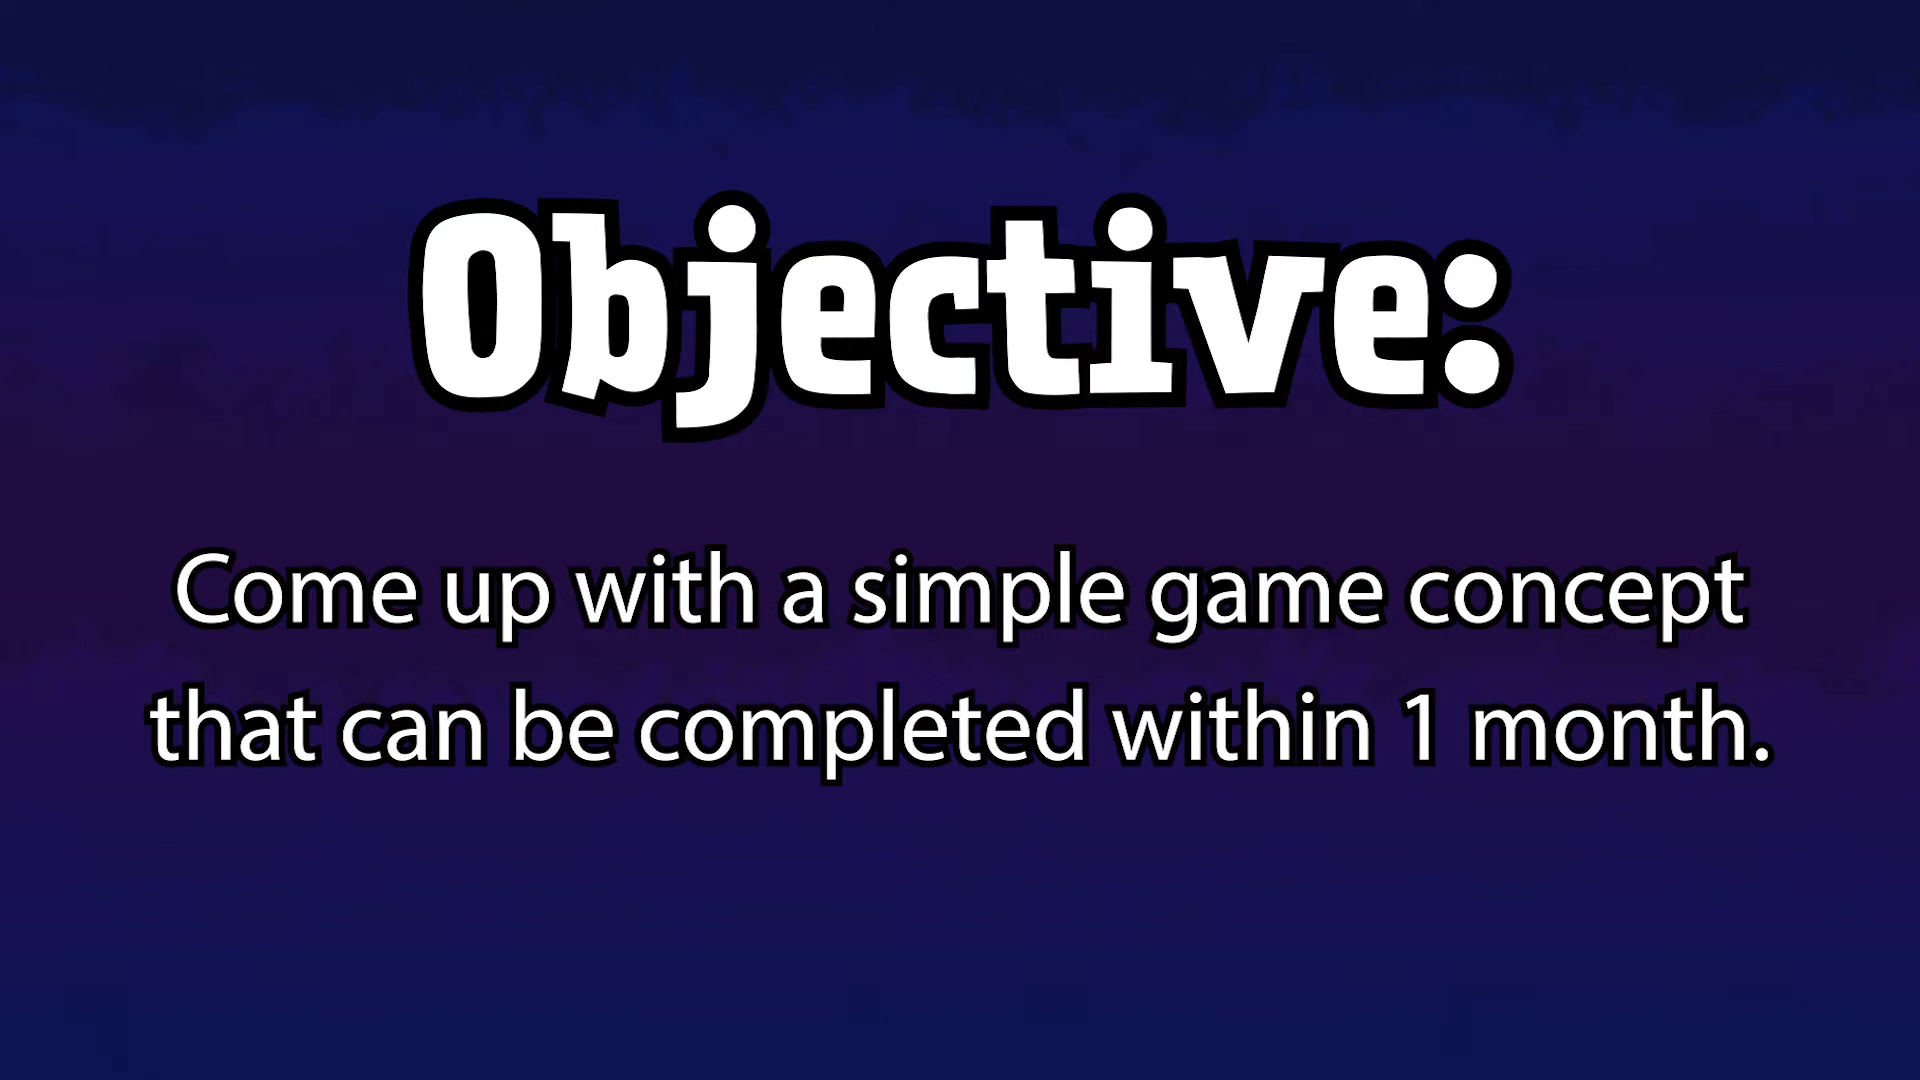 Objective:
Come up with a simple game concept
that can be completed within 1 month.